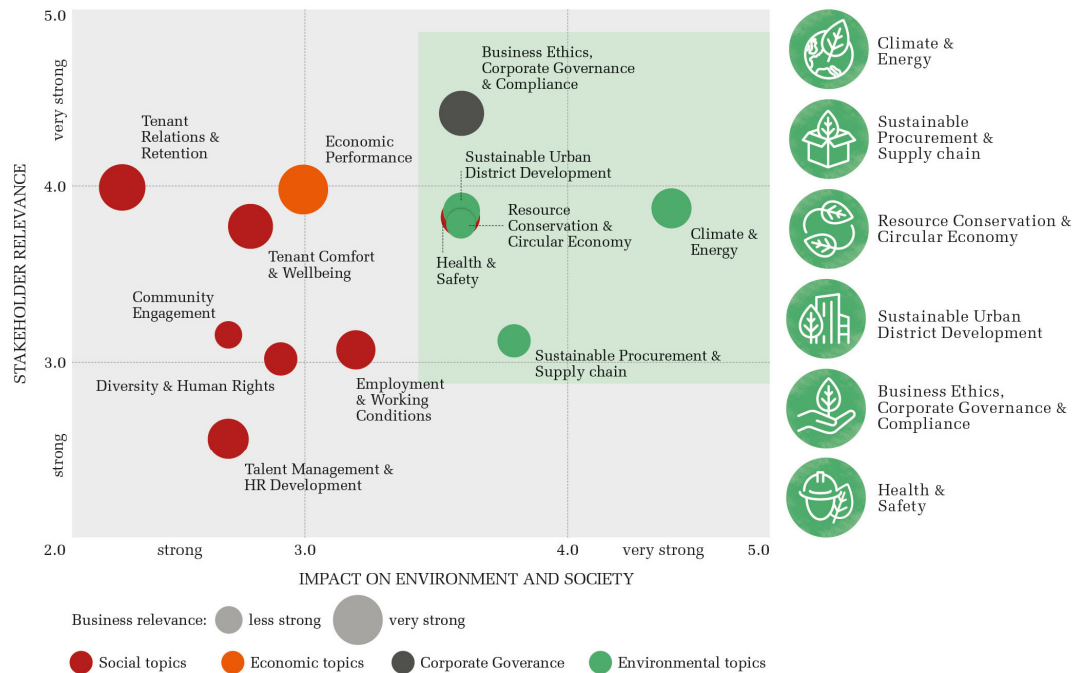 5.0
very strong
STAKEHOLDER RELEVANCE
4.0
3.0
strong
2.0
Business Ethics,
Corporate Governance
& Compliance
Tenant
Relations &
Retention
Economic
Performance
Sustainable Urban
District Development
Resource
Conservation &
Circular Economy
Climate &
Energy
Tenant Comfort
& Wellbeing
Health &
Safety
Community
Engagement
Sustainable Procurement &
Supply chain
Diversity & Human Rights
Employment
& Working
Conditions
Talent Management &
HR Development
strong
3.0
4.0
very strong
5.0
IMPACT ON ENVIRONMENT AND SOCIETY
Business relevance:
less strong
very strong
Social topics
Economic topics
Corporate Goverance
Environmental topics
Climate &
Energy
Sustainable
Procurement &
Supply chain
Resource Conservation &
Circular Economy
Sustainable Urban
District Development
Business Ethics,
Corporate Governance &
Compliance
Health &
Safety